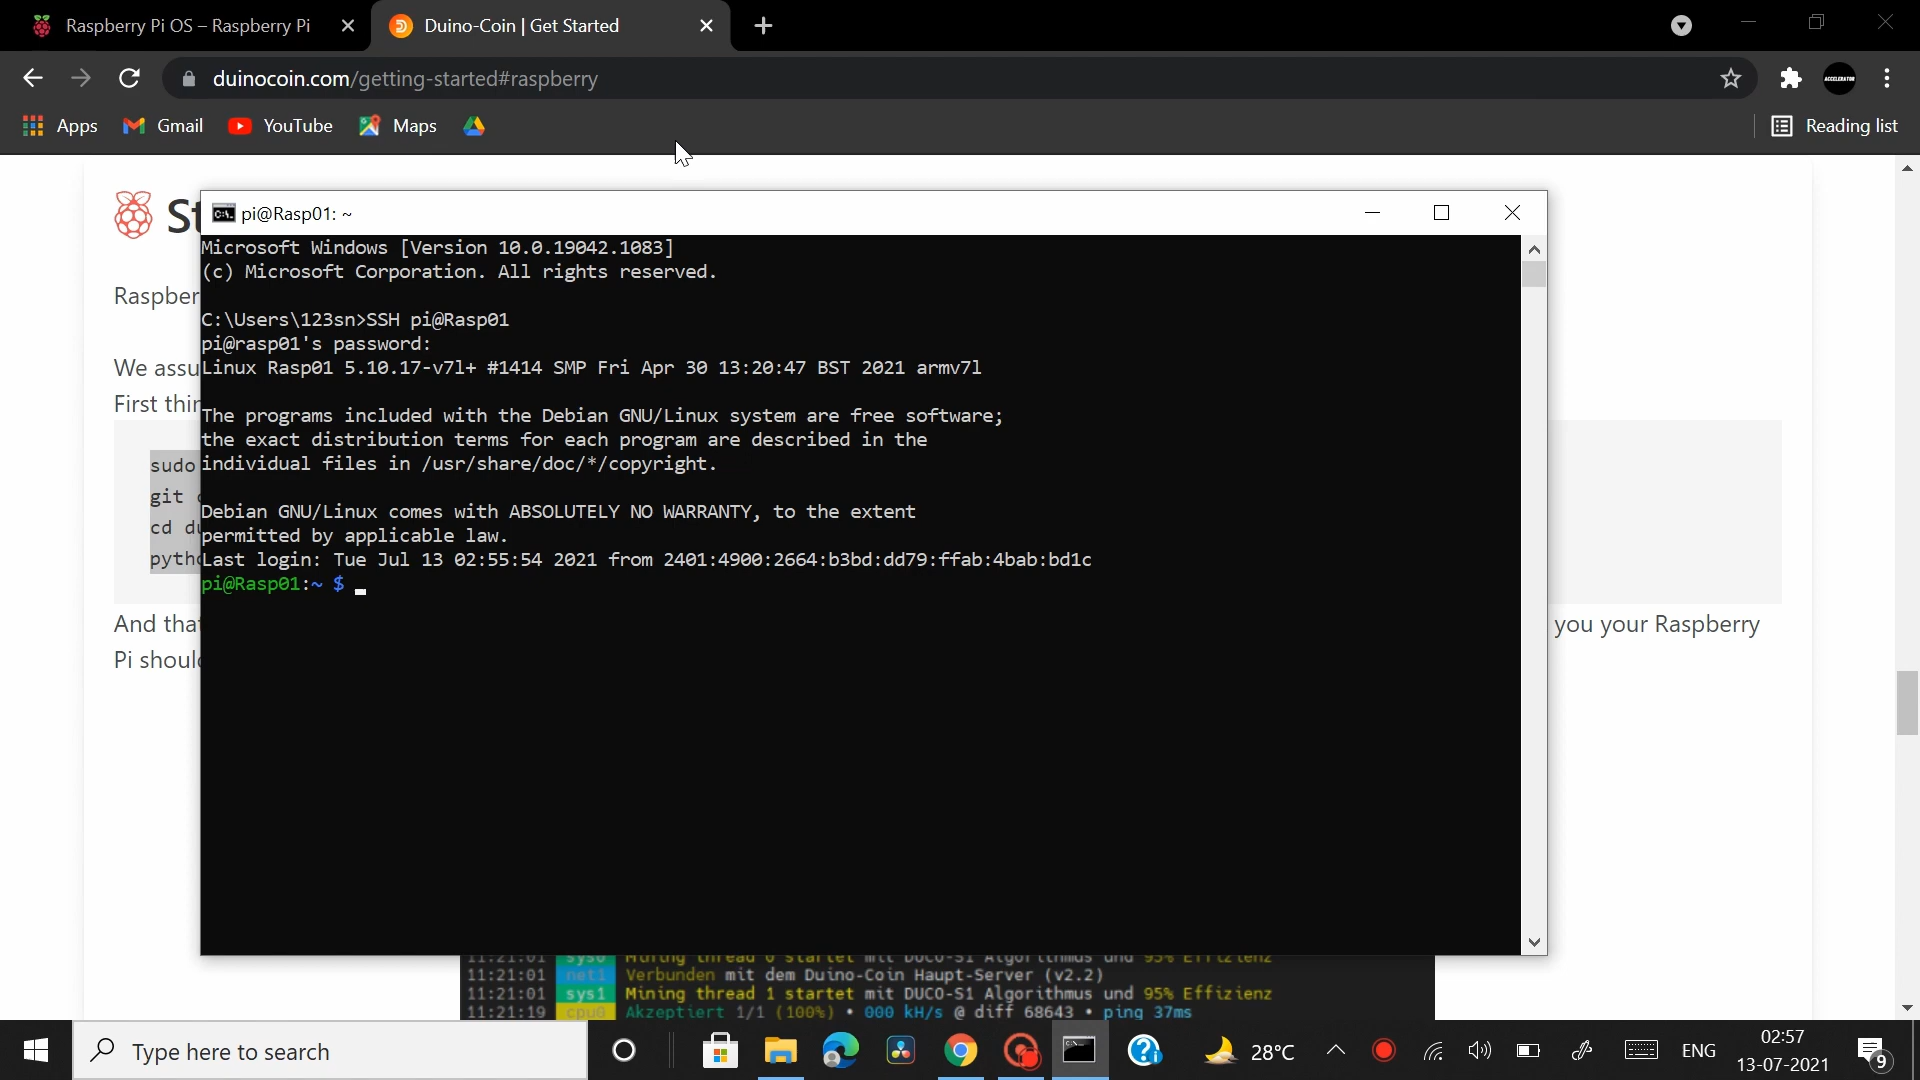 Raspberry Pi OS – Raspberry Pi
Duino-Coin | Get Started
duinocoin.com/getting-started#raspberry
ACCELERATOR
Apps
Gmail
YouTube
Maps
Reading list
St
pi@Rasp01: ~
Microsoft Windows [Version 10.0.19042.1083]
(c) Microsoft Corporation. All rights reserved.
Raspber
C:\Users\123sn>SSH pi@Rasp01
pi@rasp01's password:
We assu
Linux Rasp01 5.10.17-v7l+ #1414 SMP Fri Apr 30 13:20:47 BST 2021 armv7l
First thin
The programs included with the Debian GNU/Linux system are free software;
the exact distribution terms for each program are described in the
sudo
individual files in /usr/share/doc/*/copyright.
git c
Debian GNU/Linux comes with ABSOLUTELY NO WARRANTY, to the extent
cd du
permitted by applicable law.
pytho
Last login: Tue Jul 13 02:55:54 2021 from 2401:4900:2664:b3bd:dd79:ffab:4bab:bd1c
pi@Rasp01:~ $
And that
you your Raspberry
Pi should
11:21:01 sys0 Mining thread 0 startet mit DUCO-S1 Algorithmus und 95% Effizienz
11:21:01 net1 Verbunden mit dem Duino-Coin Haupt-Server (v2.2)
11:21:01 sys1 Mining thread 1 startet mit DUCO-S1 Algorithmus und 95% Effizienz
11:21:19 cpu0 Akzeptiert 1/1 (100%) • 000 kH/s @ diff 68643 • ping 37ms
Type here to search
28°C
ENG
02:57
13-07-2021
9